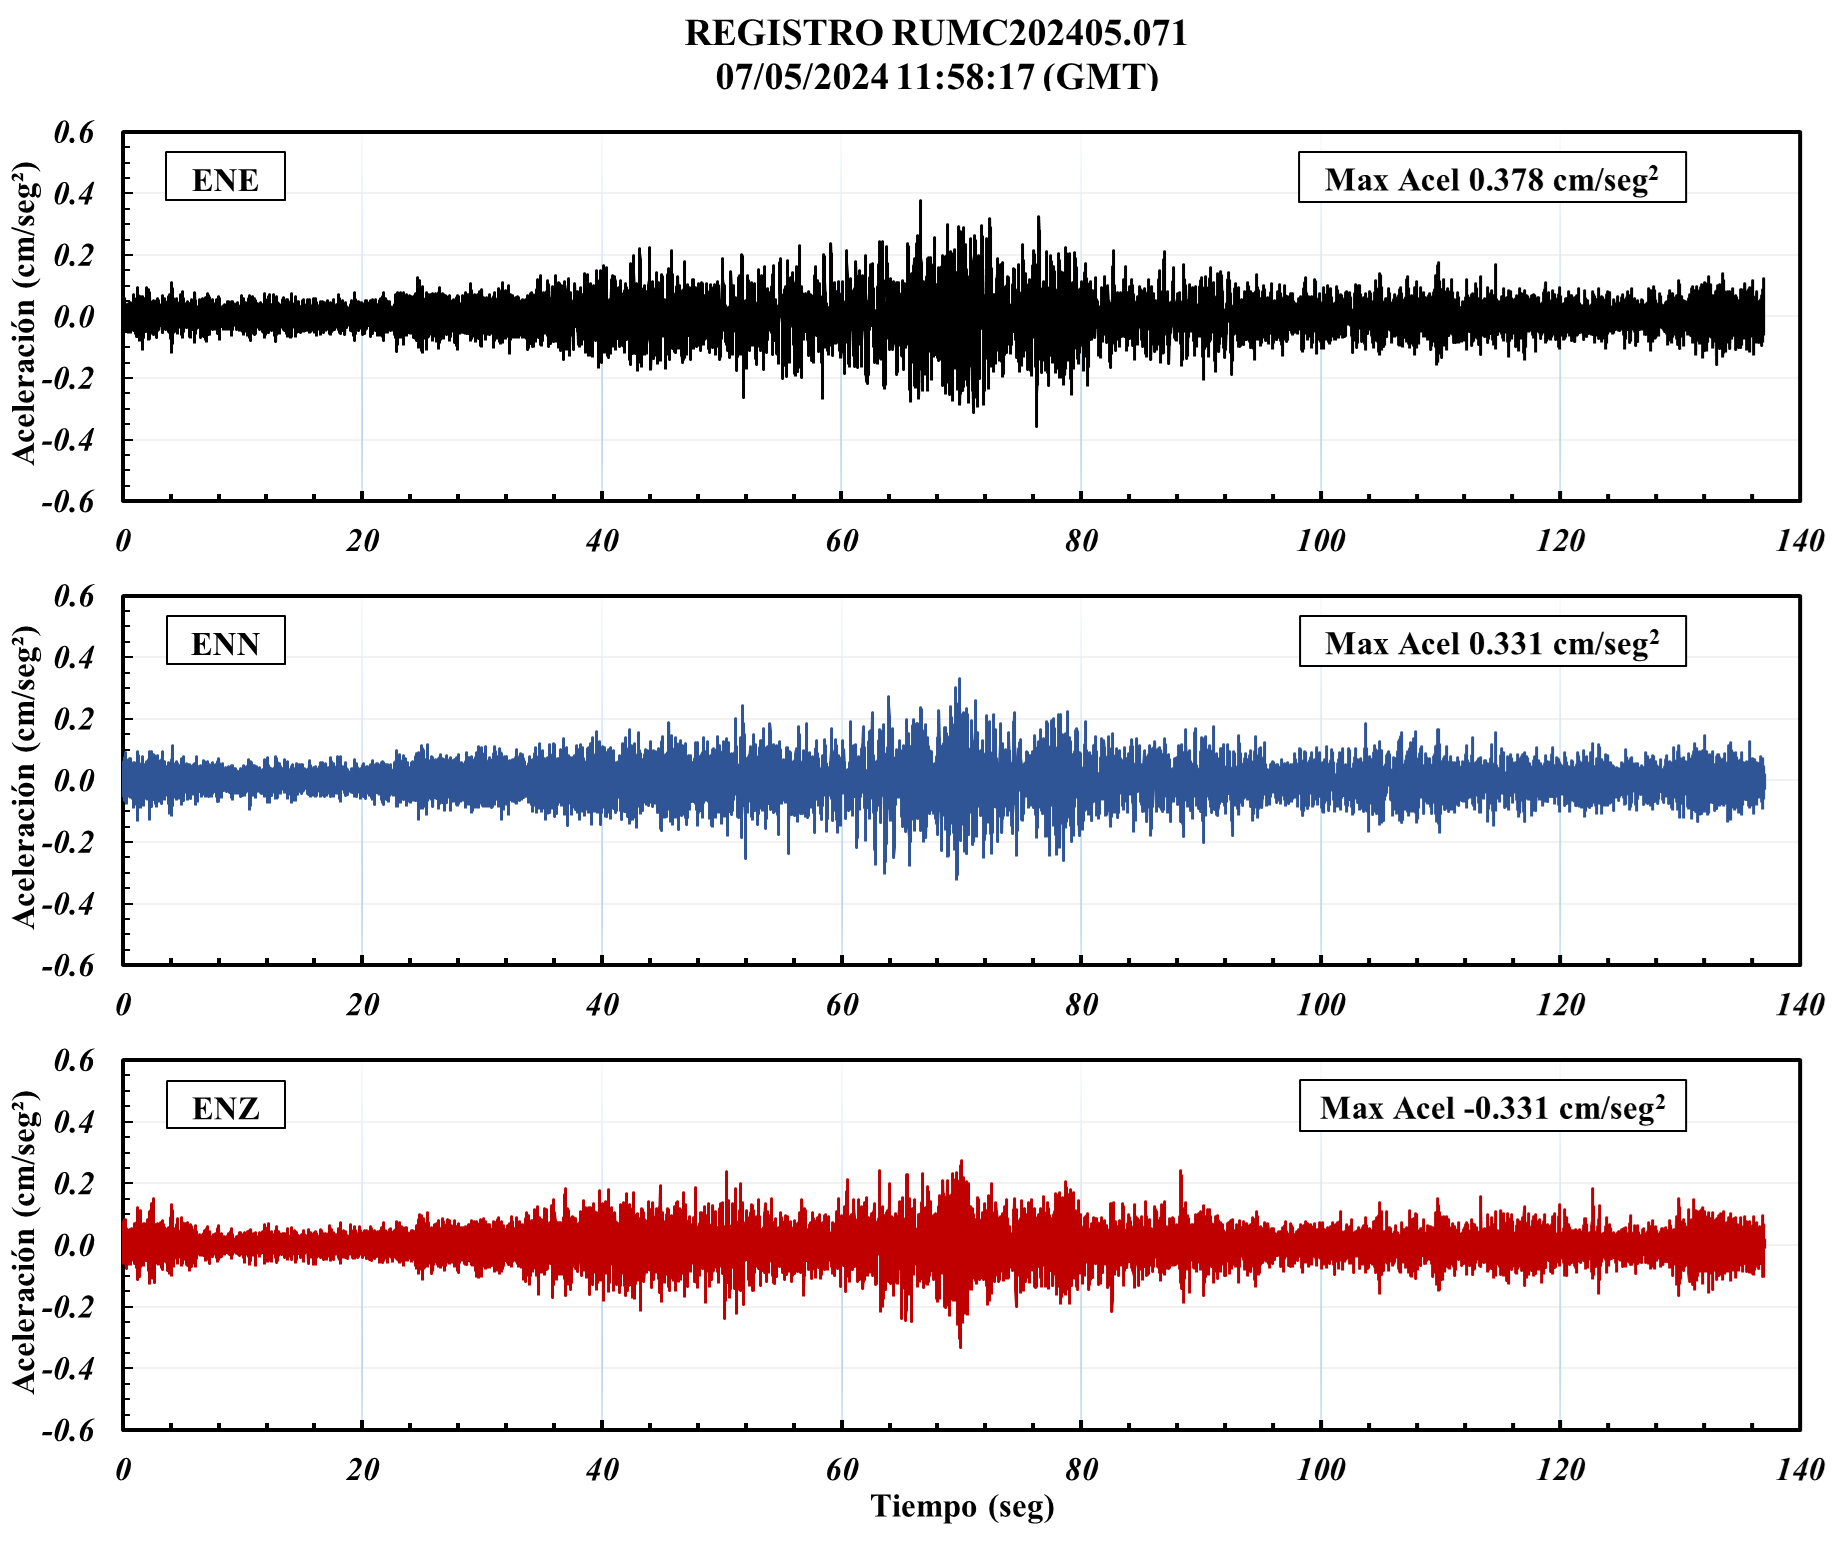 REGISTRO RUMC202405.071
07/05/2024 11:58:17 (GMT)
Aceleración (cm/seg²)
0.6
0.4
0.2
0.0
-0.2
-0.4
-0.6
ENE
Max Acel 0.378 cm/seg²
0 20 40 60 80 100 120 140
Aceleración (cm/seg²)
0.6
0.4
0.2
0.0
-0.2
-0.4
-0.6
ENN
Max Acel 0.331 cm/seg²
0 20 40 60 80 100 120 140
Aceleración (cm/seg²)
0.6
0.4
0.2
0.0
-0.2
-0.4
-0.6
ENZ
Max Acel -0.331 cm/seg²
0 20 40 60 80 100 120 140
Tiempo (seg)